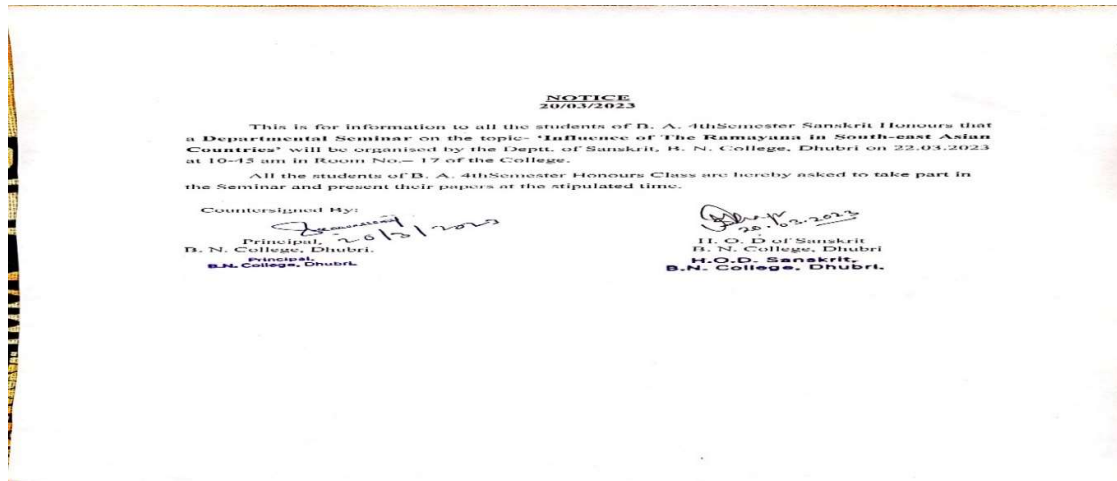 NOTICE
20/03/2023
This is for information to all the students of B. A. 4thSemester Sanskrit Honours that
a Departmental Seminar on the topic- ‘Influence of The Ramayana in South-east Asian
Countries’ will be organised by the Deptt. of Sanskrit, B. N. College, Dhubri on 22.03.2023
at 10-45 am in Room No.– 17 of the College.
All the students of B. A. 4thSemester Honours Class are hereby asked to take part in
the Seminar and present their papers at the stipulated time.
Countersigned By:
20/3/2023
Principal,
B. N. College, Dhubri.
Principal,
B.N. College, Dhubri.
20.03.2023
H. O. D of Sanskrit
B. N. College, Dhubri
H.O.D. Sanskrit,
B.N. College, Dhubri.